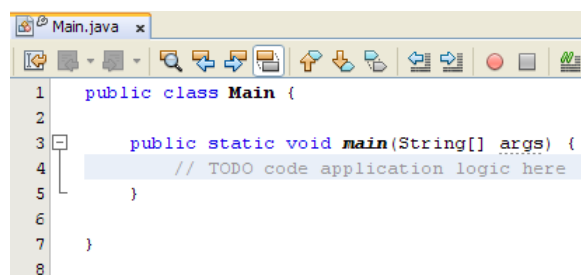 Main.java x
1 public class Main {
2
3 public static void main(String[] args) {
4 // TODO code application logic here
5 }
6
7 }
8